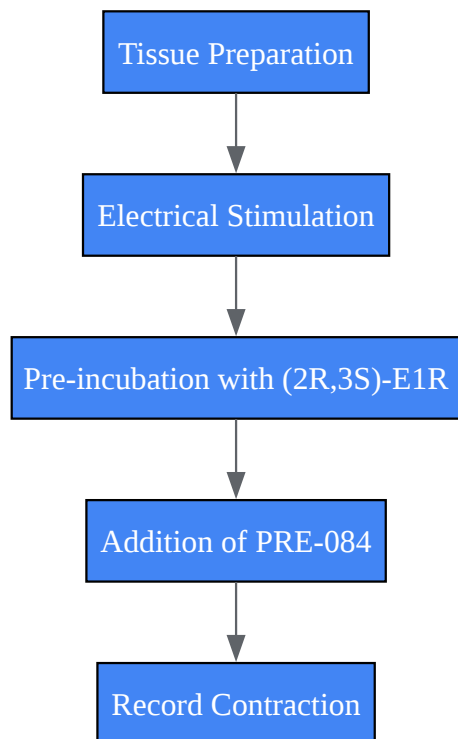 Tissue Preparation
Electrical Stimulation
Pre-incubation with (2R,3S)-E1R
Addition of PRE-084
Record Contraction